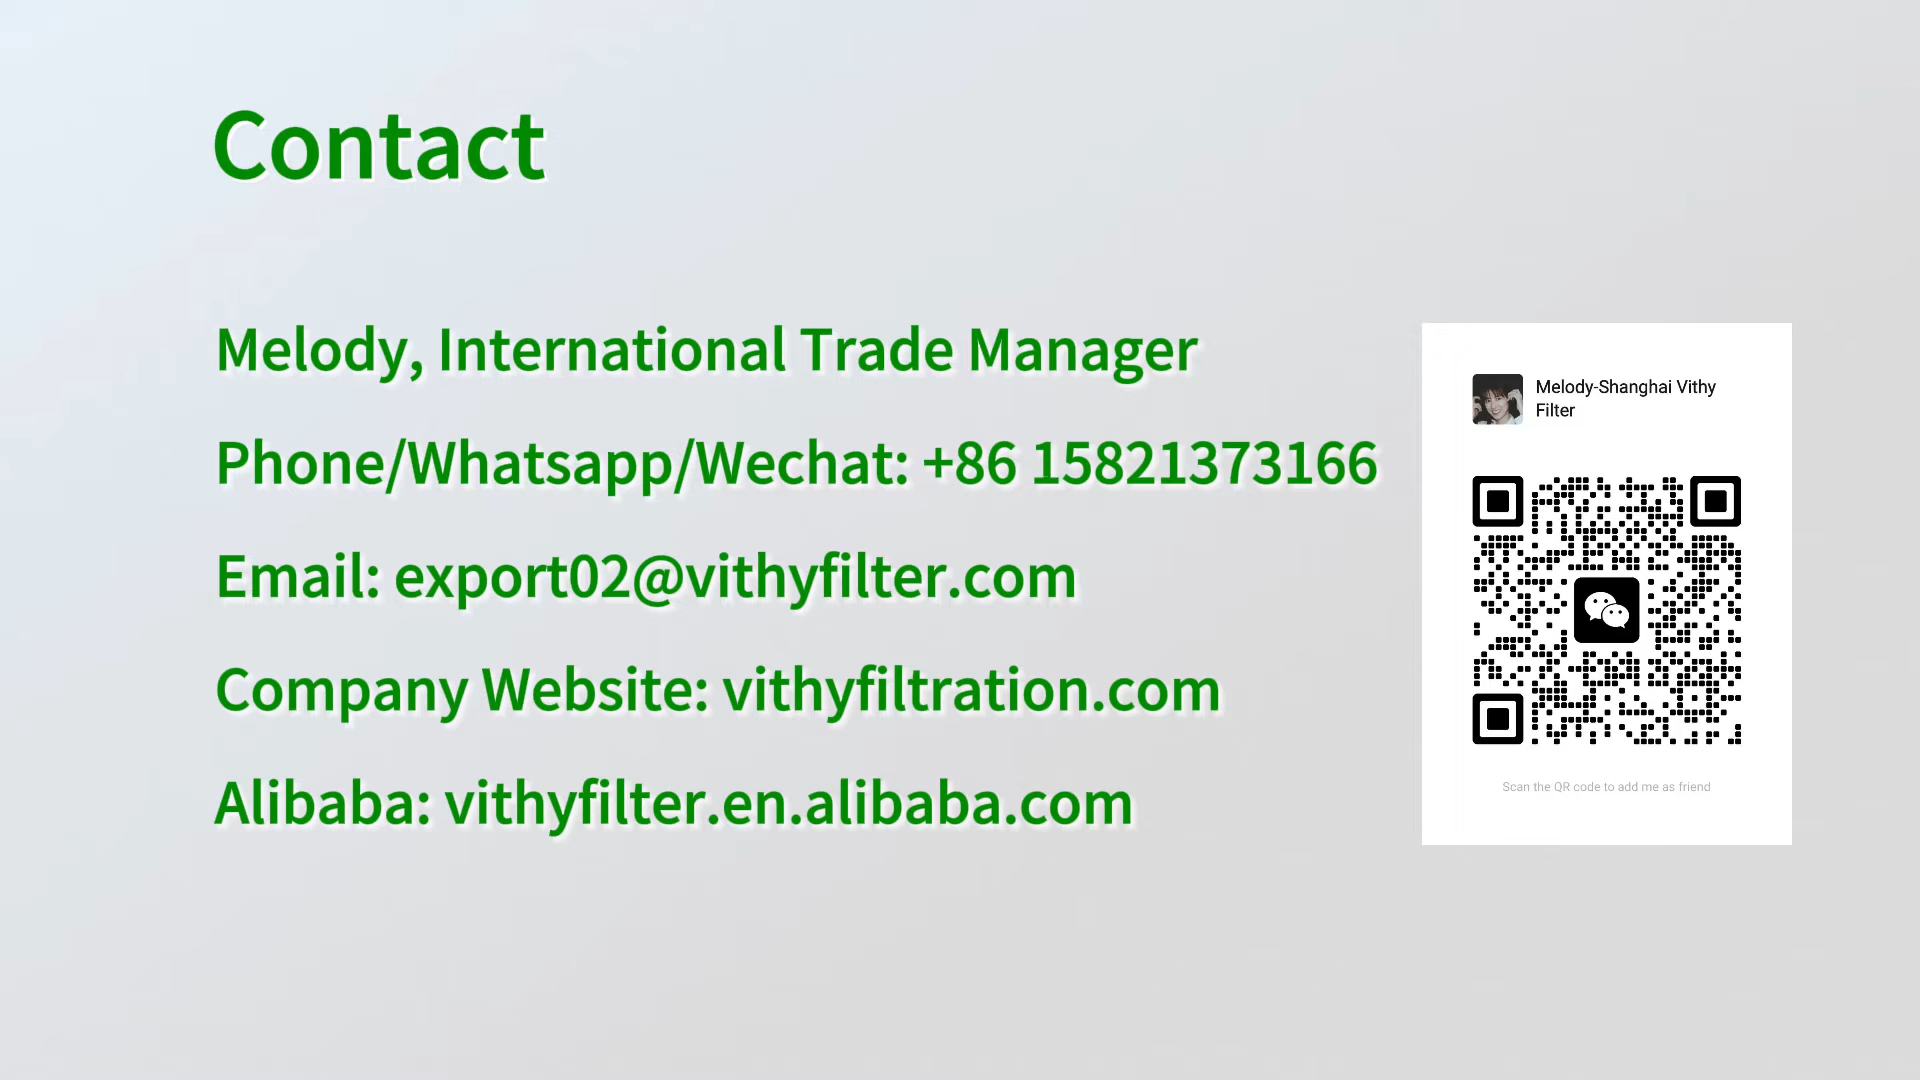 Contact
Melody, International Trade Manager
Phone/Whatsapp/Wechat: +86 15821373166
Email: export02@vithyfilter.com
Company Website: vithyfiltration.com
Alibaba: vithyfilter.en.alibaba.com
Melody-Shanghai Vithy
Filter
Scan the QR code to add me as friend